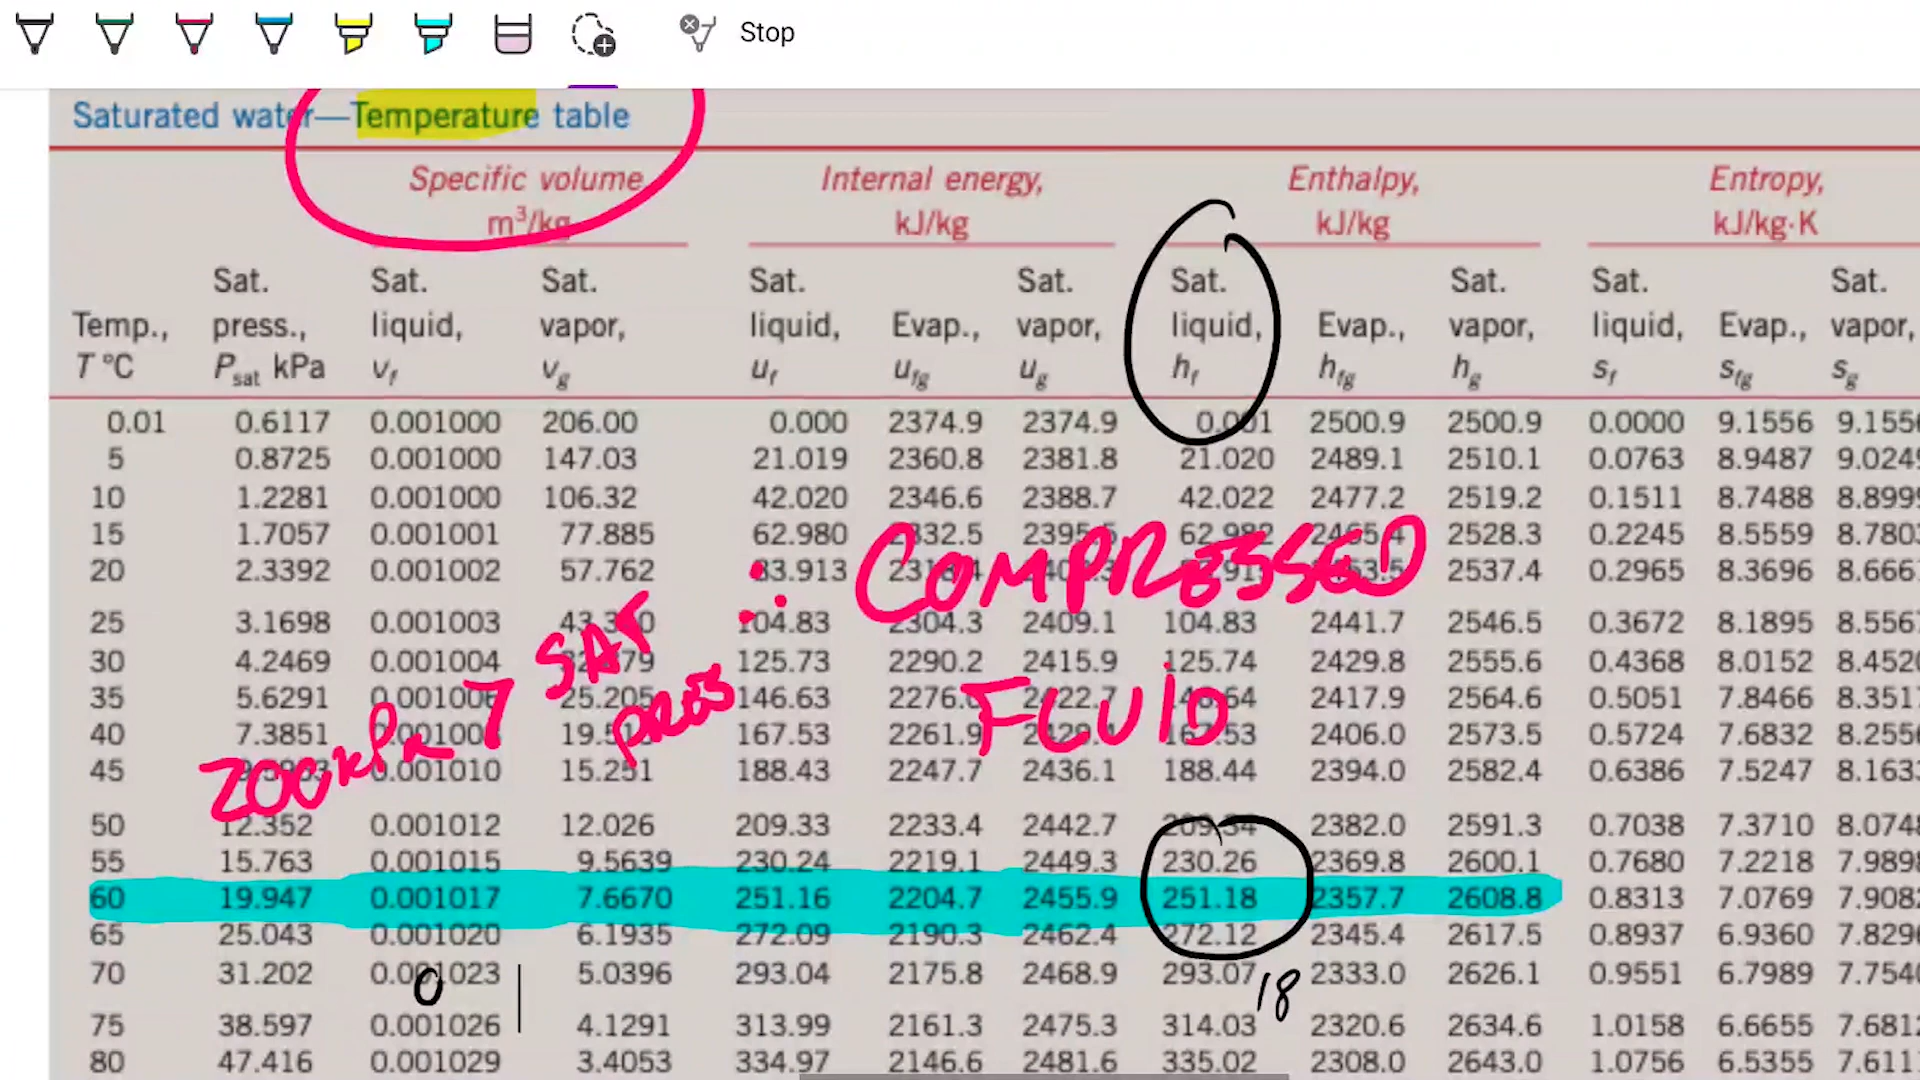 Stop
Saturated water—Temperature table
Specific volume, Internal energy, Enthalpy, Entropy,
m³/kg kJ/kg kJ/kg kJ/kg·K
Sat. Sat. Sat. Sat. Sat. Sat. Sat. Sat. Sat.
Temp., press., liquid, vapor, liquid, Evap., vapor, liquid, Evap., vapor, liquid, Evap., vapor,
T °C Psat kPa vf vg uf ufg ug hf hfg hg sf sfg sg
0.01 0.6117 0.001000 206.00 0.000 2374.9 2374.9 0.001 2500.9 2500.9 0.0000 9.1556
5 0.8725 0.001000 147.03 21.019 2360.8 2381.8 21.020 2489.1 2510.1 0.0763 8.9487
10 1.2281 0.001000 106.32 42.020 2346.6 2388.7 42.022 2477.2 2519.2 0.1511 8.7488
15 1.7057 0.001001 77.885 62.980 2395.5 2528.3 0.2245 8.5559
20 2.3392 0.001002 57.762 83.913 2537.4 0.2965 8.3696
COMPRESSED
25 3.1698 0.001003 104.83 2304.3 2409.1 104.83 2441.7 2546.5 0.3672 8.1895
SAT
30 4.2469 0.001004 125.73 2290.2 2415.9 125.74 2429.8 2555.6 0.4368 8.0152
35 5.6291 25.205 146.63 2417.9 2564.6 0.5051 7.8466
PRES
FLUID
40 7.3851 167.53 2261.9 2406.0 2573.5 0.5724 7.6832
200kPa >
45 0.001010 15.251 188.43 2247.7 2436.1 188.44 2394.0 2582.4 0.6386 7.5247
50 12.352 0.001012 12.026 209.33 2233.4 2442.7 209.34 2382.0 2591.3 0.7038 7.3710
55 15.763 0.001015 9.5639 230.24 2219.1 2449.3 230.26 2369.8 2600.1 0.7680 7.2218
60 19.947 0.001017 7.6670 251.16 2204.7 2455.9 251.18 2357.7 2608.8 0.8313 7.0769
65 25.043 0.001020 6.1935 272.09 2190.3 2462.4 272.12 2345.4 2617.5 0.8937 6.9360
70 31.202 0.001023 5.0396 293.04 2175.8 2468.9 293.07 2333.0 2626.1 0.9551 6.7989
0 | 18
75 38.597 0.001026 4.1291 313.99 2161.3 2475.3 314.03 2320.6 2634.6 1.0158 6.6655
80 47.416 0.001029 3.4053 334.97 2146.6 2481.6 335.02 2308.0 2643.0 1.0756 6.5355